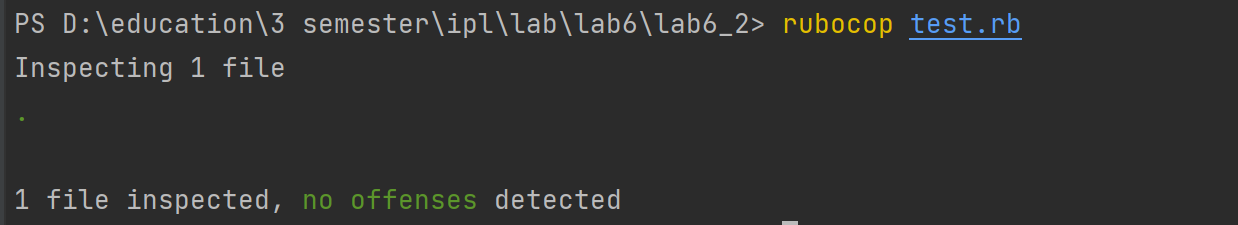 PS D:\education\3 semester\ipl\lab\lab6\lab6_2> rubocop test.rb
Inspecting 1 file
.
1 file inspected, no offenses detected